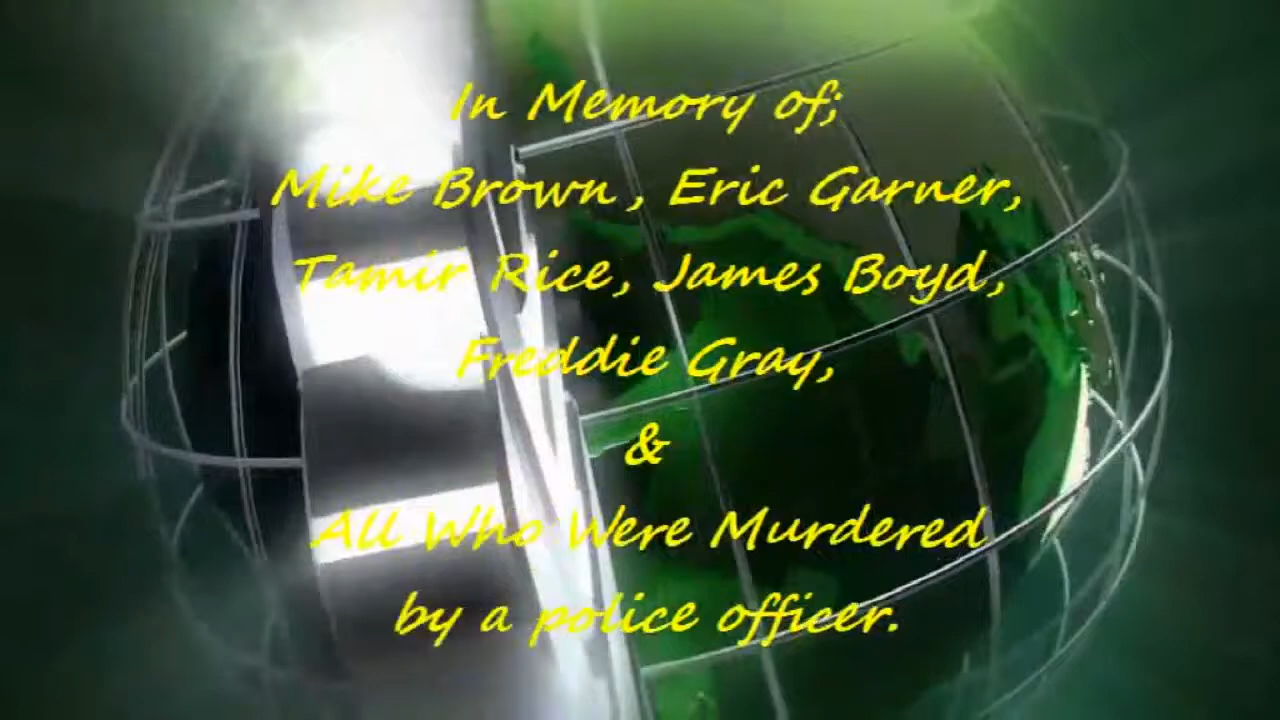 In Memory of;
Mike Brown, Eric Garner,
Tamir Rice, James Boyd,
Freddie Gray,
&
All Who Were Murdered
by a police officer.